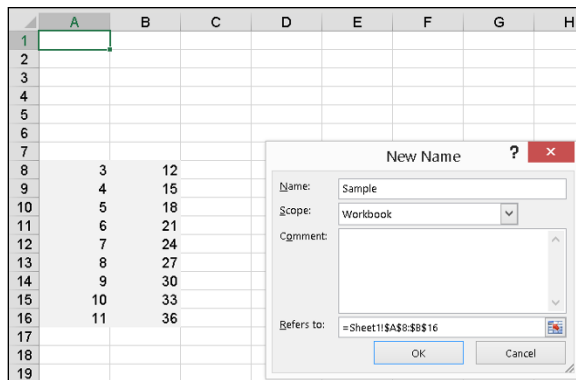 A B C D E F G H
1
2
3
4
5
6
7
8 3 12
9 4 15
10 5 18
11 6 21
12 7 24
13 8 27
14 9 30
15 10 33
16 11 36
17
18
19
New Name ? ×
Name: Sample
Scope: Workbook
Comment:
Refers to: =Sheet1!$A$8:$B$16
OK Cancel